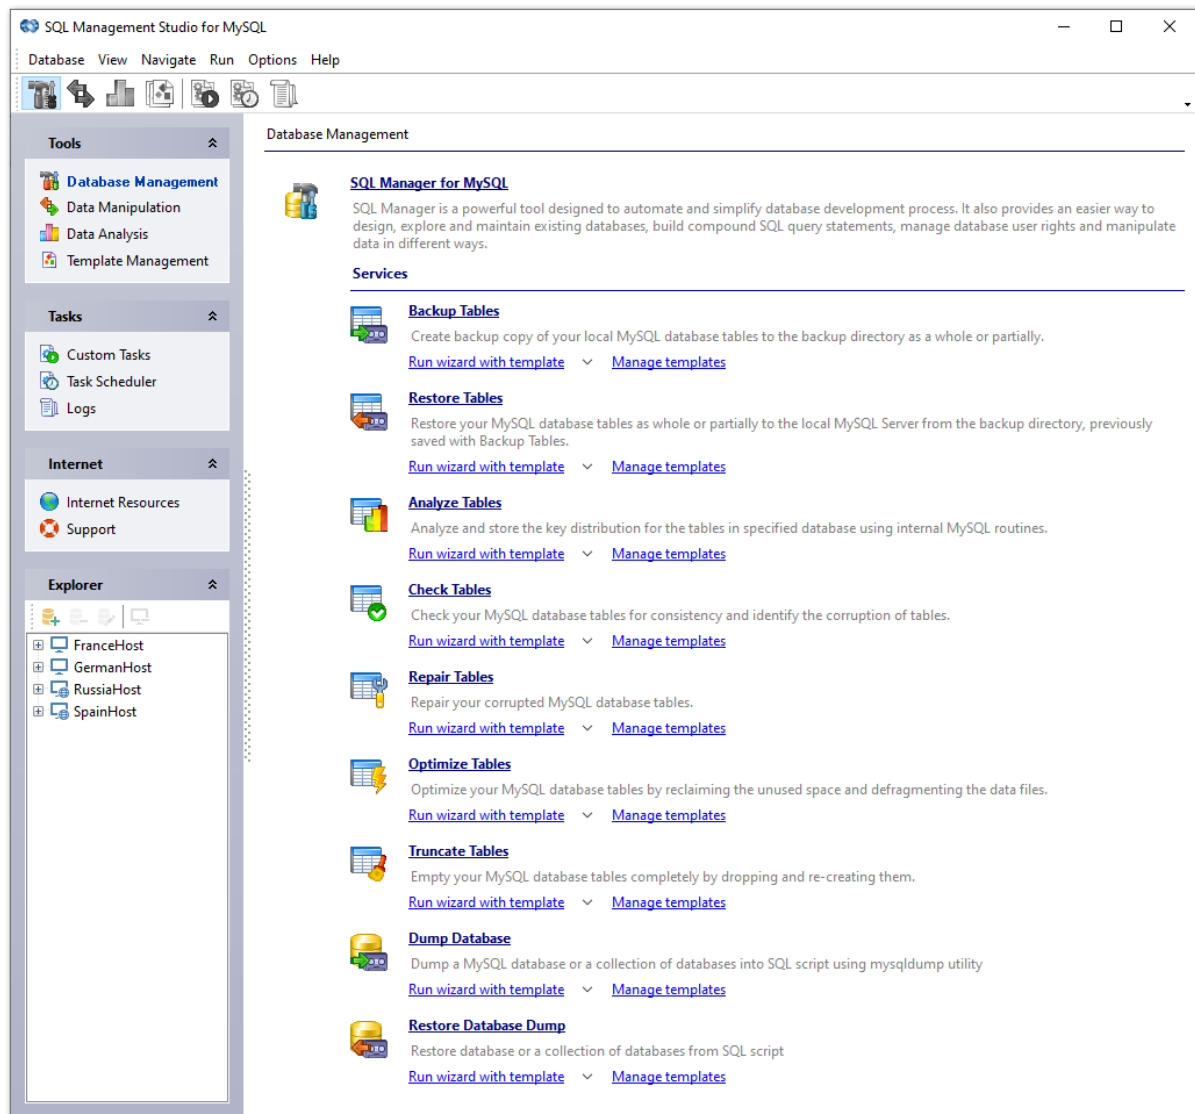 SQL Management Studio for MySQL
Database View Navigate Run Options Help
Tools
Database Management
Data Manipulation
Data Analysis
Template Management
Tasks
Custom Tasks
Task Scheduler
Logs
Internet
Internet Resources
Support
Explorer
FranceHost
GermanHost
RussiaHost
SpainHost
Database Management
SQL Manager for MySQL
SQL Manager is a powerful tool designed to automate and simplify database development process. It also provides an easier way to
design, explore and maintain existing databases, build compound SQL query statements, manage database user rights and manipulate
data in different ways.
Services
Backup Tables
Create backup copy of your local MySQL database tables to the backup directory as a whole or partially.
Run wizard with template Manage templates
Restore Tables
Restore your MySQL database tables as whole or partially to the local MySQL Server from the backup directory, previously
saved with Backup Tables.
Run wizard with template Manage templates
Analyze Tables
Analyze and store the key distribution for the tables in specified database using internal MySQL routines.
Run wizard with template Manage templates
Check Tables
Check your MySQL database tables for consistency and identify the corruption of tables.
Run wizard with template Manage templates
Repair Tables
Repair your corrupted MySQL database tables.
Run wizard with template Manage templates
Optimize Tables
Optimize your MySQL database tables by reclaiming the unused space and defragmenting the data files.
Run wizard with template Manage templates
Truncate Tables
Empty your MySQL database tables completely by dropping and re-creating them.
Run wizard with template Manage templates
Dump Database
Dump a MySQL database or a collection of databases into SQL script using mysqldump utility
Run wizard with template Manage templates
Restore Database Dump
Restore database or a collection of databases from SQL script
Run wizard with template Manage templates